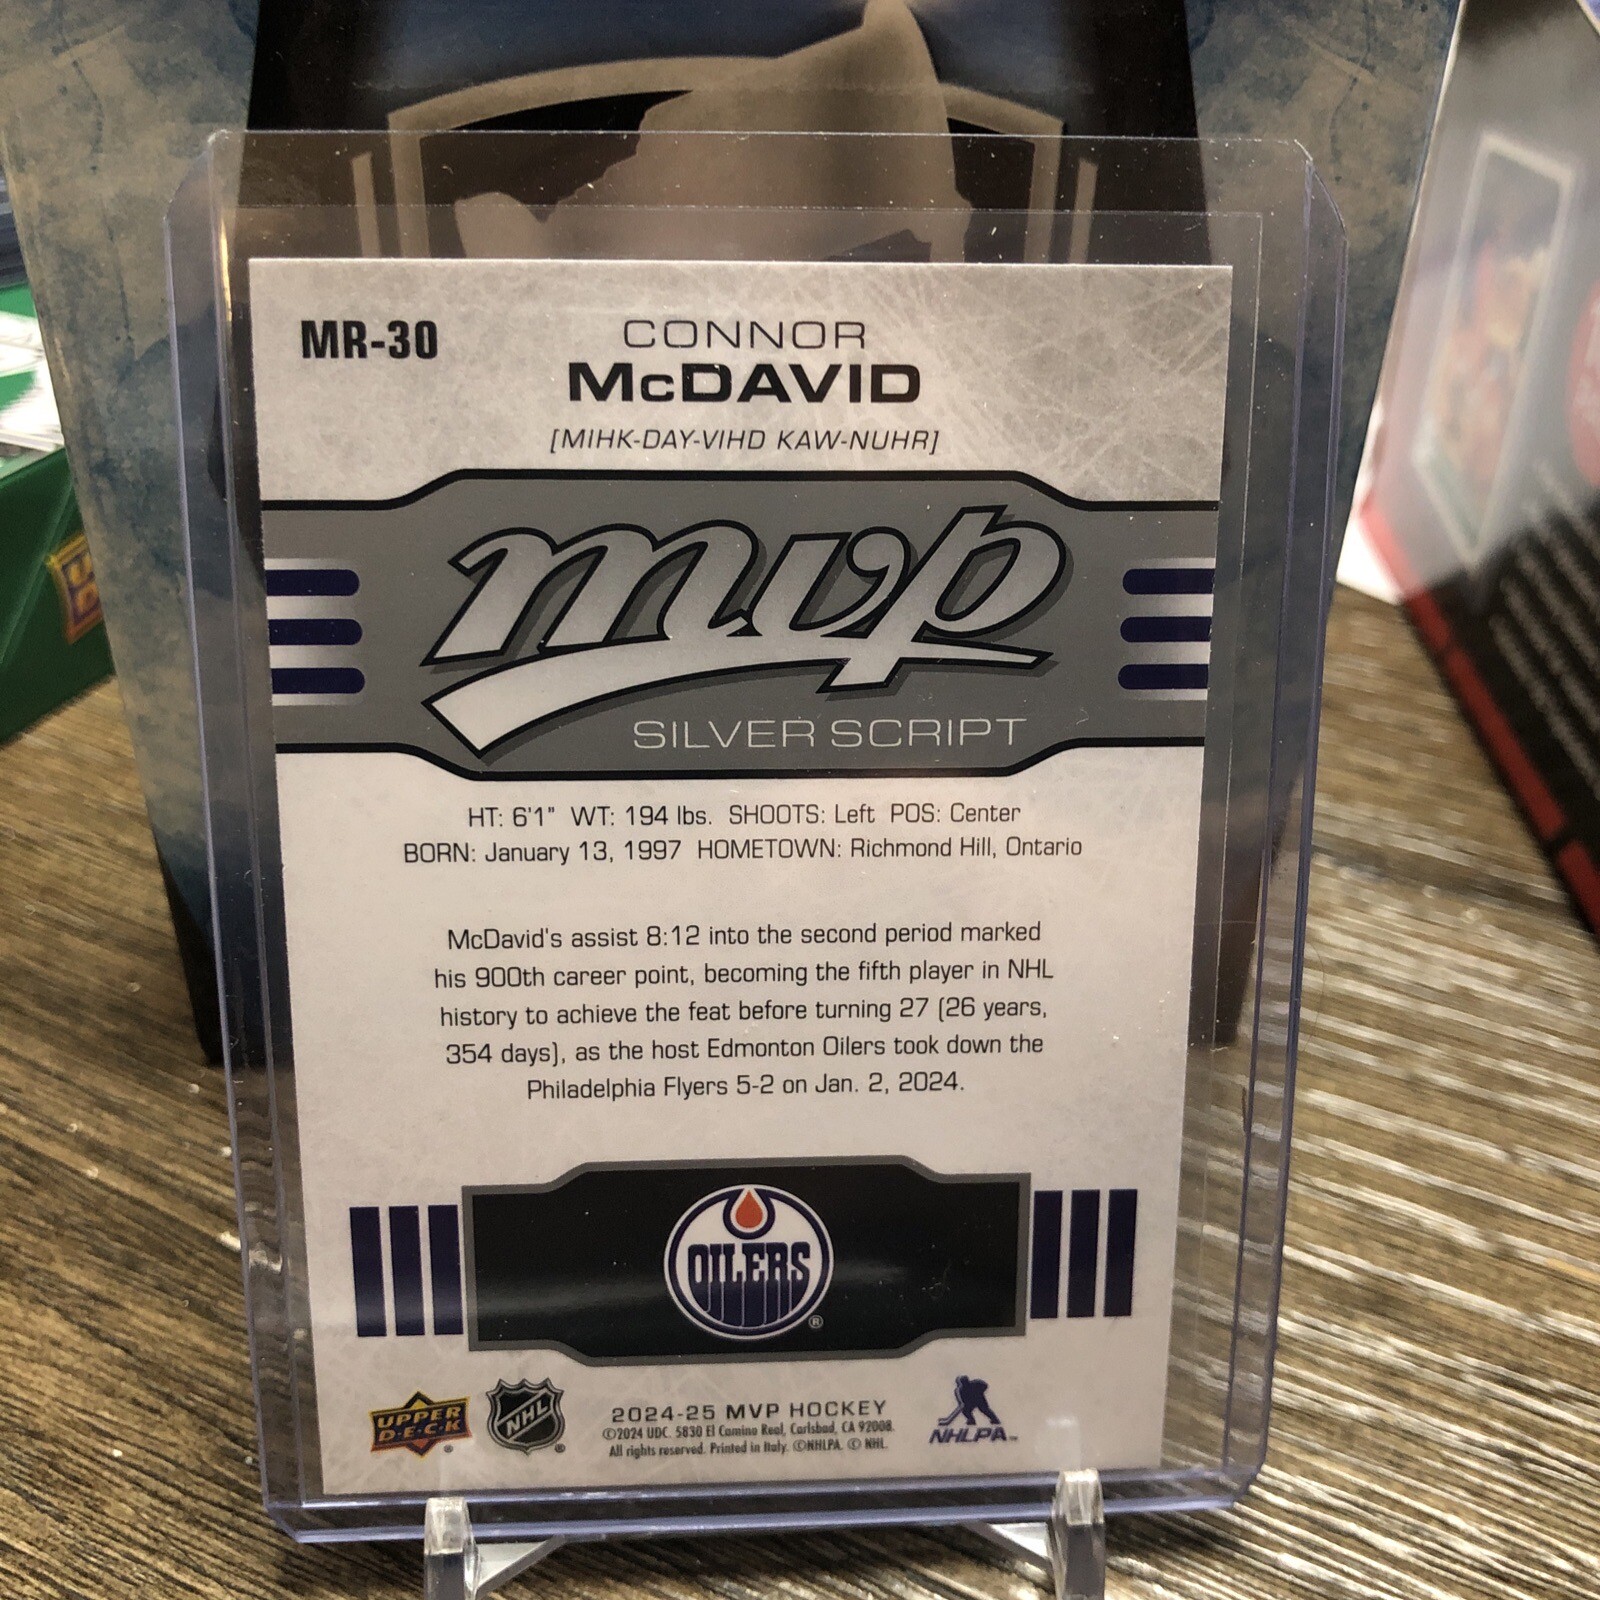 MR-30
CONNOR
McDAVID
[MIHK-DAY-VIHD KAW-NUHR]
mvp
SILVER SCRIPT
HT: 6'1" WT: 194 lbs. SHOOTS: Left POS: Center
BORN: January 13, 1997 HOMETOWN: Richmond Hill, Ontario
McDavid's assist 8:12 into the second period marked
his 900th career point, becoming the fifth player in NHL
history to achieve the feat before turning 27 (26 years,
354 days), as the host Edmonton Oilers took down the
Philadelphia Flyers 5-2 on Jan. 2, 2024.
OILERS
®
UPPER
D·E·C·K
®
NHL
®
2024-25 MVP HOCKEY
©2024 UDC. 5830 El Camino Real, Carlsbad, CA 92008.
All rights reserved. Printed in Italy. ©NHLPA. © NHL.
NHLPA™